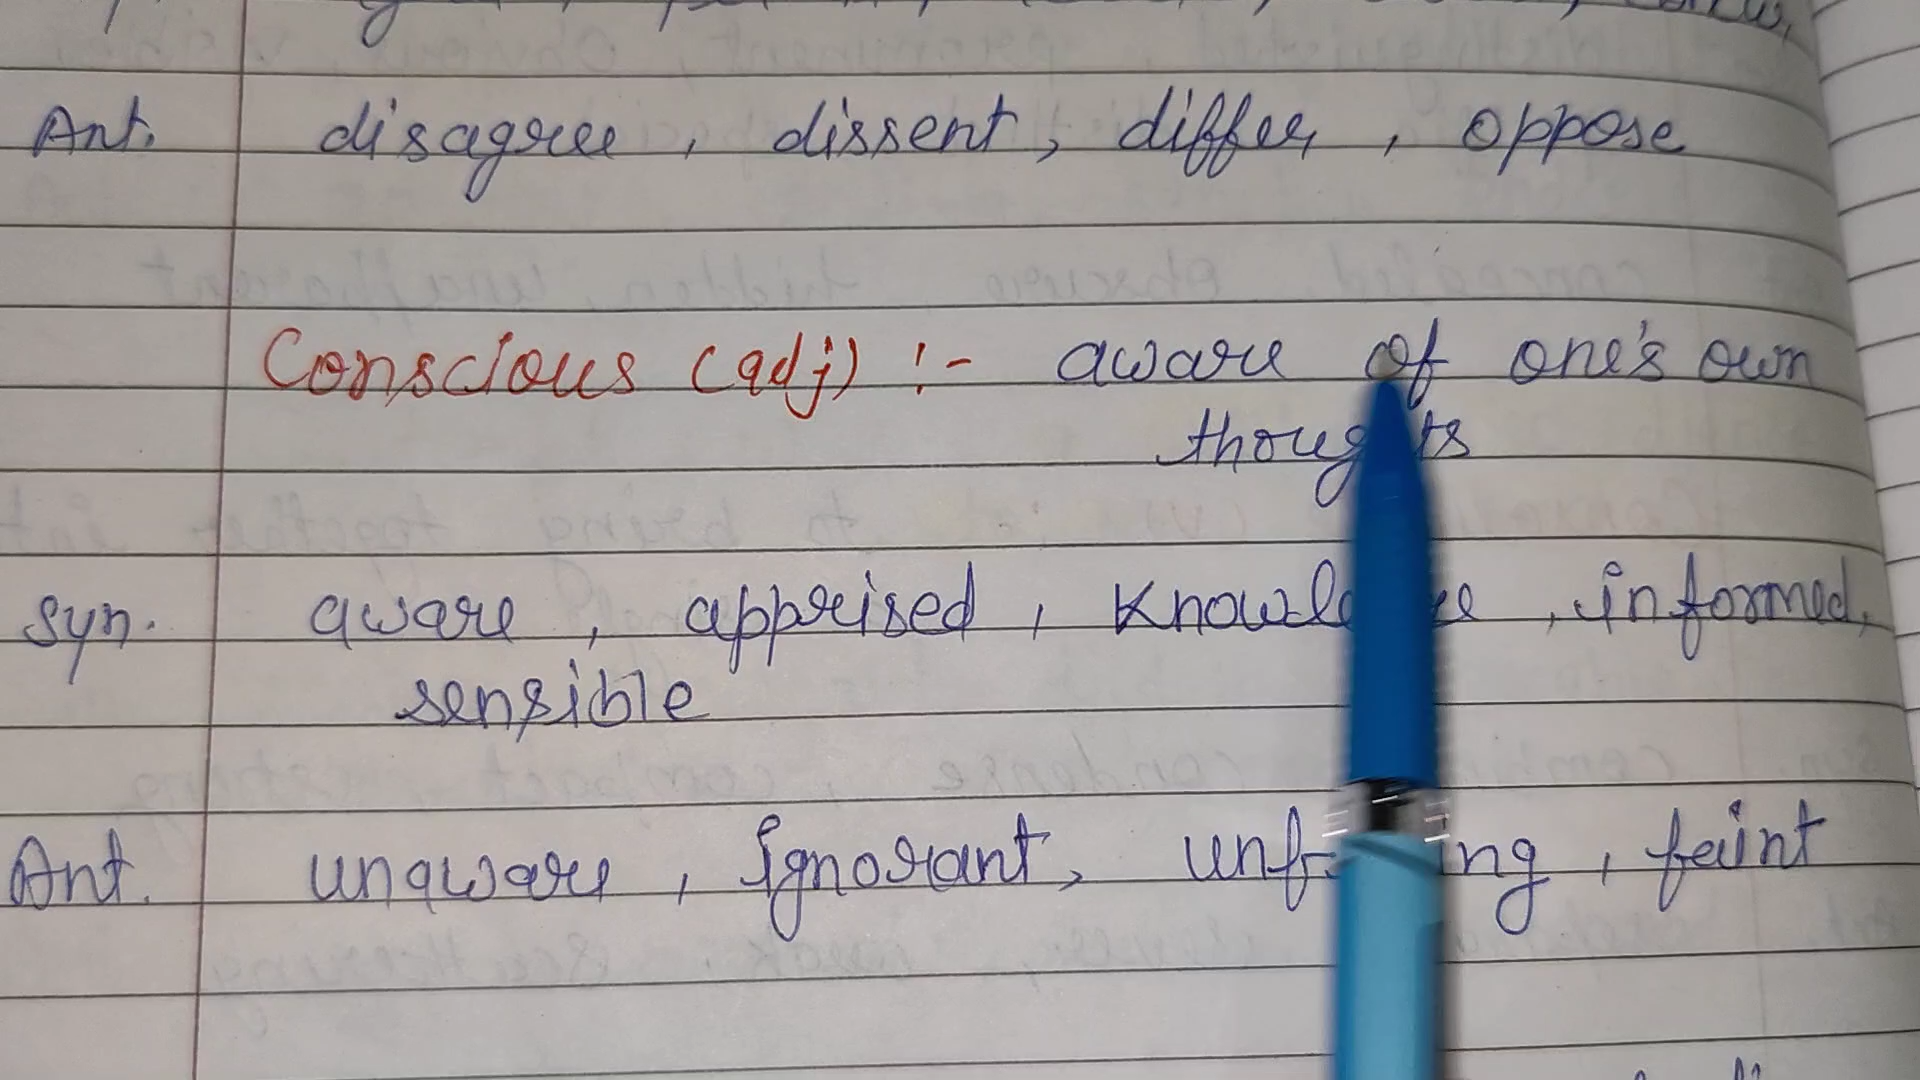 Ant. disagree, dissent, differ, oppose
Conscious (adj) :- aware of one's own
thoughts
Syn. aware, apprised, informed,
sensible
Ant. unaware, ignorant, feint